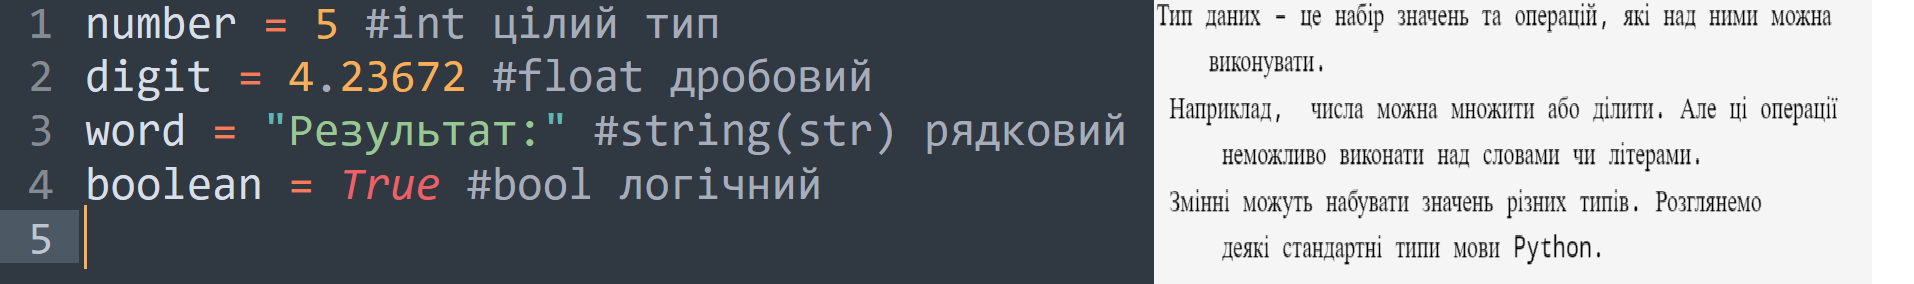 1 number = 5 #int цілий тип
2 digit = 4.23672 #float дробовий
3 word = "Результат:" #string(str) рядковий
4 boolean = True #bool логічний
5
Тип даних – це набір значень та операцій, які над ними можна
виконувати.
Наприклад, числа можна множити або ділити. Але ці операції
неможливо виконати над словами чи літерами.
Змінні можуть набувати значень різних типів. Розглянемо
деякі стандартні типи мови Python.